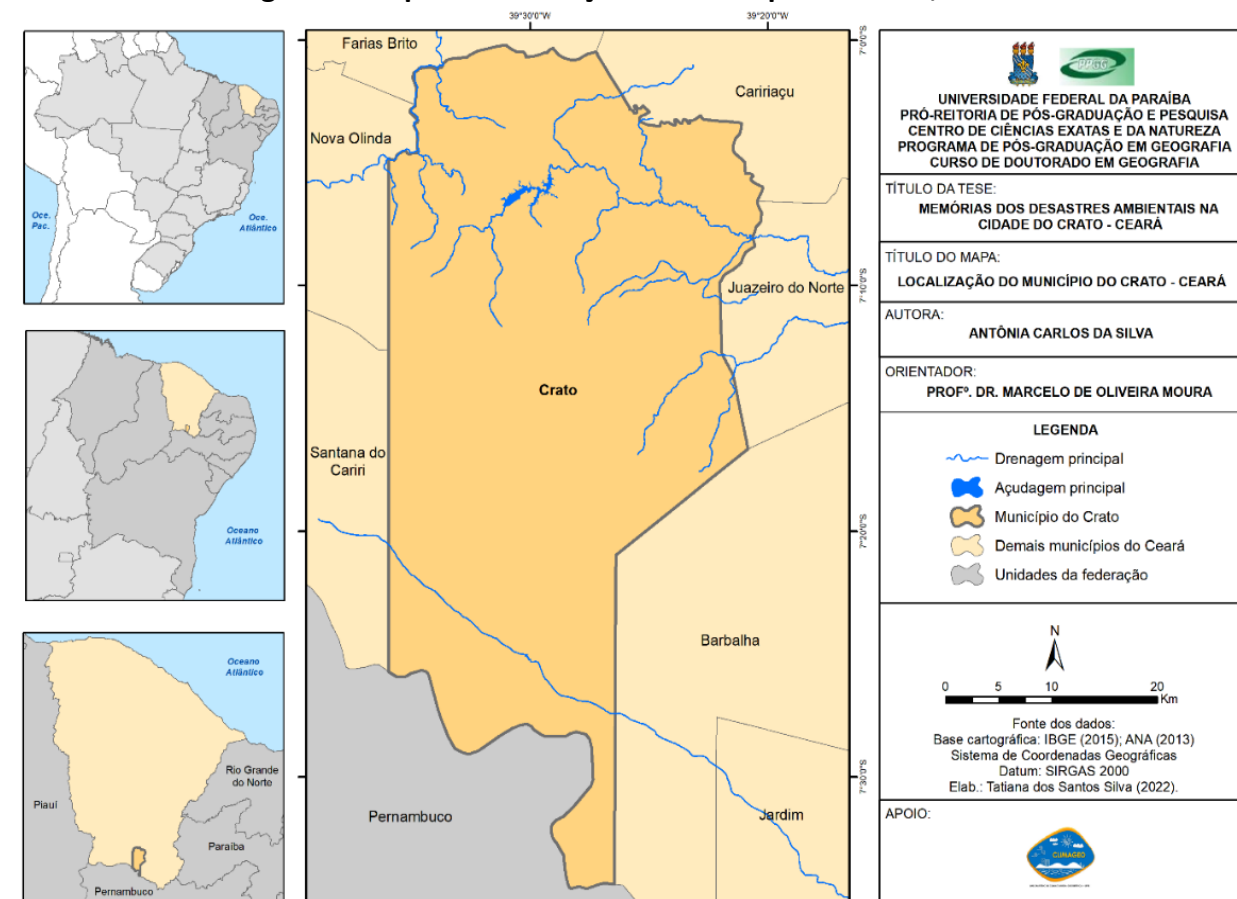 39°30'0"W
39°20'0"W
Oce.
Pac.
Oce.
Atlântico
Oceano
Atlântico
Oceano
Atlântico
Piauí
Rio Grande
do Norte
Paraíba
Pernambuco
Farias Brito
Caririaçu
Nova Olinda
Juazeiro do Norte
Crato
Santana do
Cariri
Barbalha
Pernambuco
Jardim
7°0'0"S
7°10'0"S
7°20'0"S
7°30'0"S
UNIVERSIDADE FEDERAL DA PARAÍBA
PRÓ-REITORIA DE PÓS-GRADUAÇÃO E PESQUISA
CENTRO DE CIÊNCIAS EXATAS E DA NATUREZA
PROGRAMA DE PÓS-GRADUAÇÃO EM GEOGRAFIA
CURSO DE DOUTORADO EM GEOGRAFIA
TÍTULO DA TESE:
MEMÓRIAS DOS DESASTRES AMBIENTAIS NA
CIDADE DO CRATO - CEARÁ
TÍTULO DO MAPA:
LOCALIZAÇÃO DO MUNICÍPIO DO CRATO - CEARÁ
AUTORA:
ANTÔNIA CARLOS DA SILVA
ORIENTADOR:
PROFº. DR. MARCELO DE OLIVEIRA MOURA
LEGENDA
Drenagem principal
Açudagem principal
Município do Crato
Demais municípios do Ceará
Unidades da federação
N
0 5 10 20
Km
Fonte dos dados:
Base cartográfica: IBGE (2015); ANA (2013)
Sistema de Coordenadas Geográficas
Datum: SIRGAS 2000
Elab.: Tatiana dos Santos Silva (2022).
APOIO:
CLIMAGEO